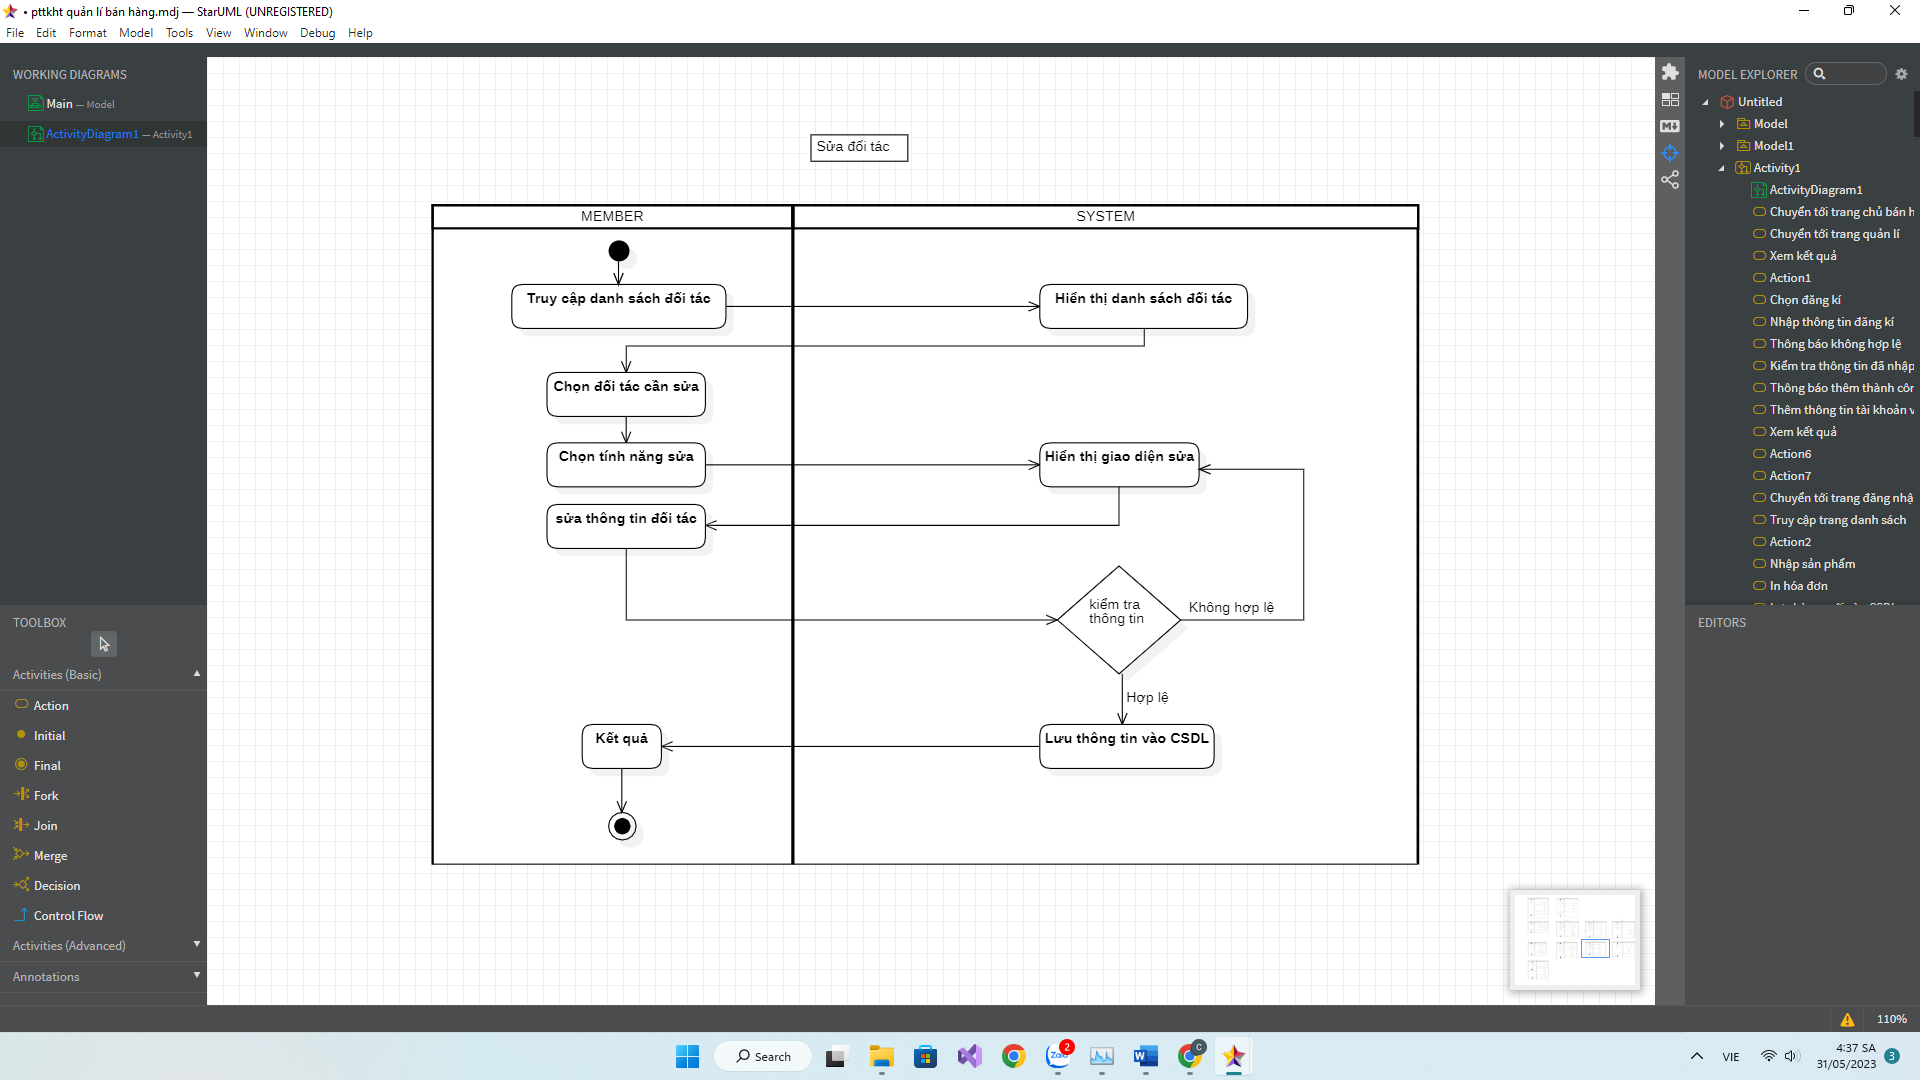 • pttkht quản lí bán hàng.mdj — StarUML (UNREGISTERED)
File Edit Format Model Tools View Window Debug Help
WORKING DIAGRAMS
Main — Model
ActivityDiagram1 — Activity1
TOOLBOX
Activities (Basic)
Action
Initial
Final
Fork
Join
Merge
Decision
Control Flow
Activities (Advanced)
Annotations
Sửa đối tác
MEMBER
SYSTEM
Truy cập danh sách đối tác
Hiển thị danh sách đối tác
Chọn đối tác cần sửa
Chọn tính năng sửa
Hiển thị giao diện sửa
sửa thông tin đối tác
kiểm tra
thông tin
Không hợp lệ
Hợp lệ
Kết quả
Lưu thông tin vào CSDL
MODEL EXPLORER
Untitled
Model
Model1
Activity1
ActivityDiagram1
Chuyển tới trang chủ bán h
Chuyển tới trang quản lí
Xem kết quả
Action1
Chọn đăng kí
Nhập thông tin đăng kí
Thông báo không hợp lệ
Kiểm tra thông tin đã nhập
Thông báo thêm thành côn
Thêm thông tin tài khoản v
Xem kết quả
Action6
Action7
Chuyển tới trang đăng nhậ
Truy cập trang danh sách
Action2
Nhập sản phẩm
In hóa đơn
EDITORS
110%
Search
Zalo
2
C
VIE
4:37 SA
31/05/2023
3